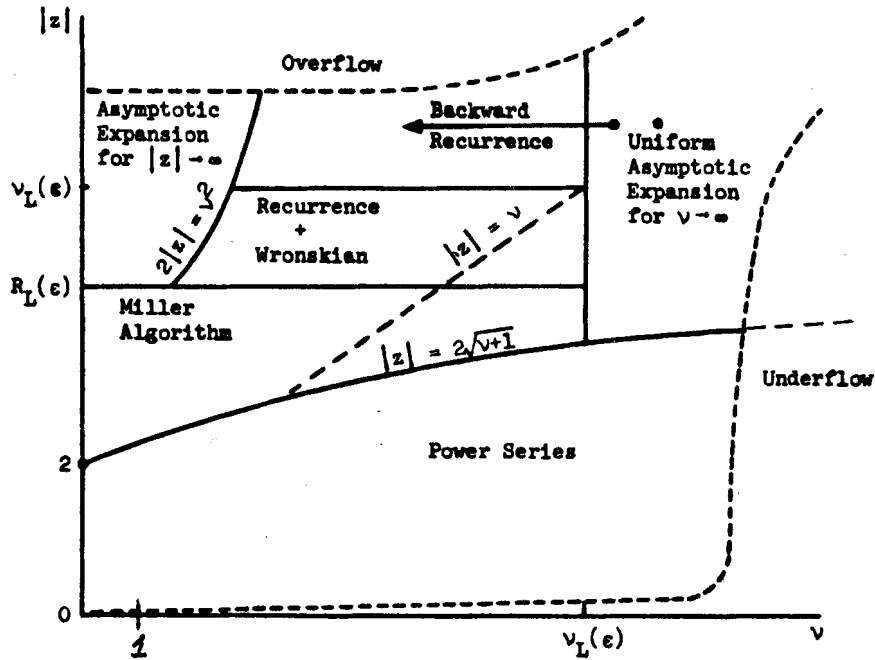 |z|
Overflow
Asymptotic
Expansion
for |z| → ∞
Backward
Recurrence
Uniform
Asymptotic
Expansion
for ν → ∞
ν_L(ε)
2|z| = ν²
Recurrence
+
Wronskian
|z| = ν
R_L(ε)
Miller
Algorithm
|z| = 2√ν+1
Underflow
Power Series
2
0
1
ν_L(ε)
ν